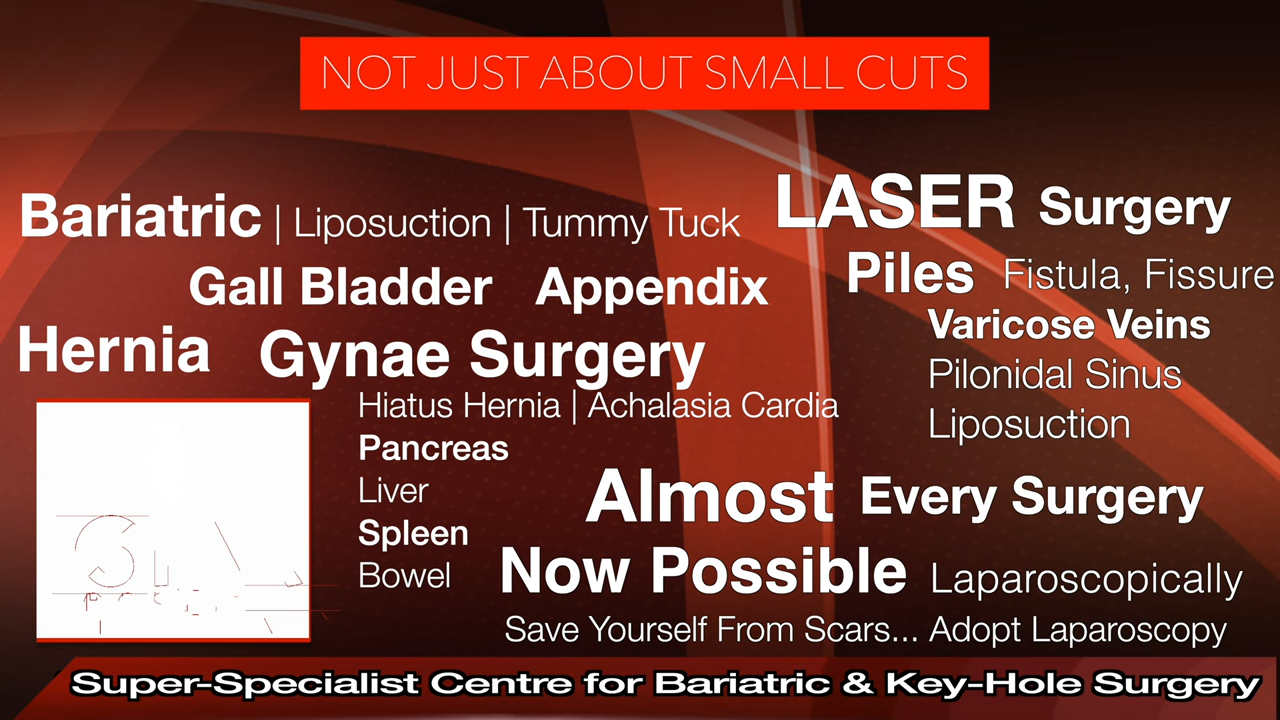 NOT JUST ABOUT SMALL CUTS
Bariatric | Liposuction | Tummy Tuck
Gall Bladder Appendix
Hernia Gynae Surgery
Hiatus Hernia | Achalasia Cardia
Pancreas
Liver
Spleen
Bowel
LASER Surgery
Piles Fistula, Fissure
Varicose Veins
Pilonidal Sinus
Liposuction
Almost Every Surgery
Now Possible Laparoscopically
Save Yourself From Scars... Adopt Laparoscopy
Super-Specialist Centre for Bariatric & Key-Hole Surgery